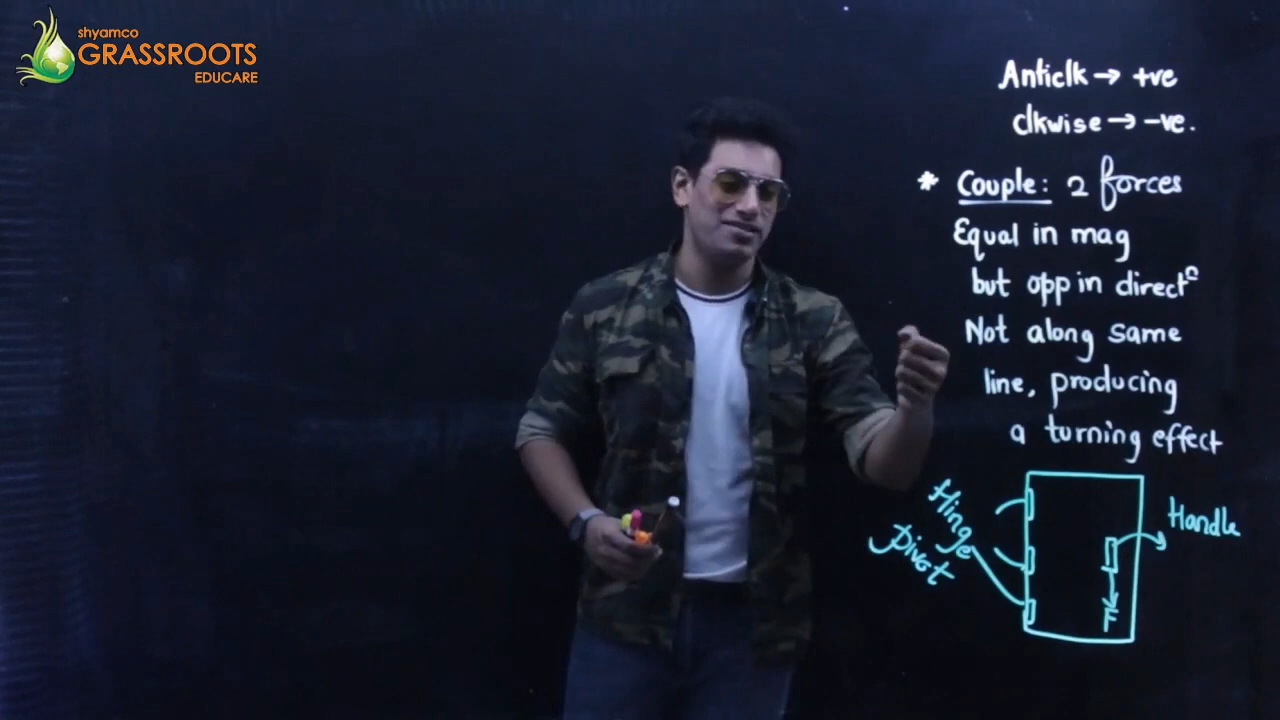 shyamco
GRASSROOTS
EDUCARE
Anticlk → +ve
clkwise → -ve.
* Couple: 2 forces
Equal in mag
but opp in directⁿ
Not along same
line, producing
a turning effect
Hinge
Pivot
Handle
F